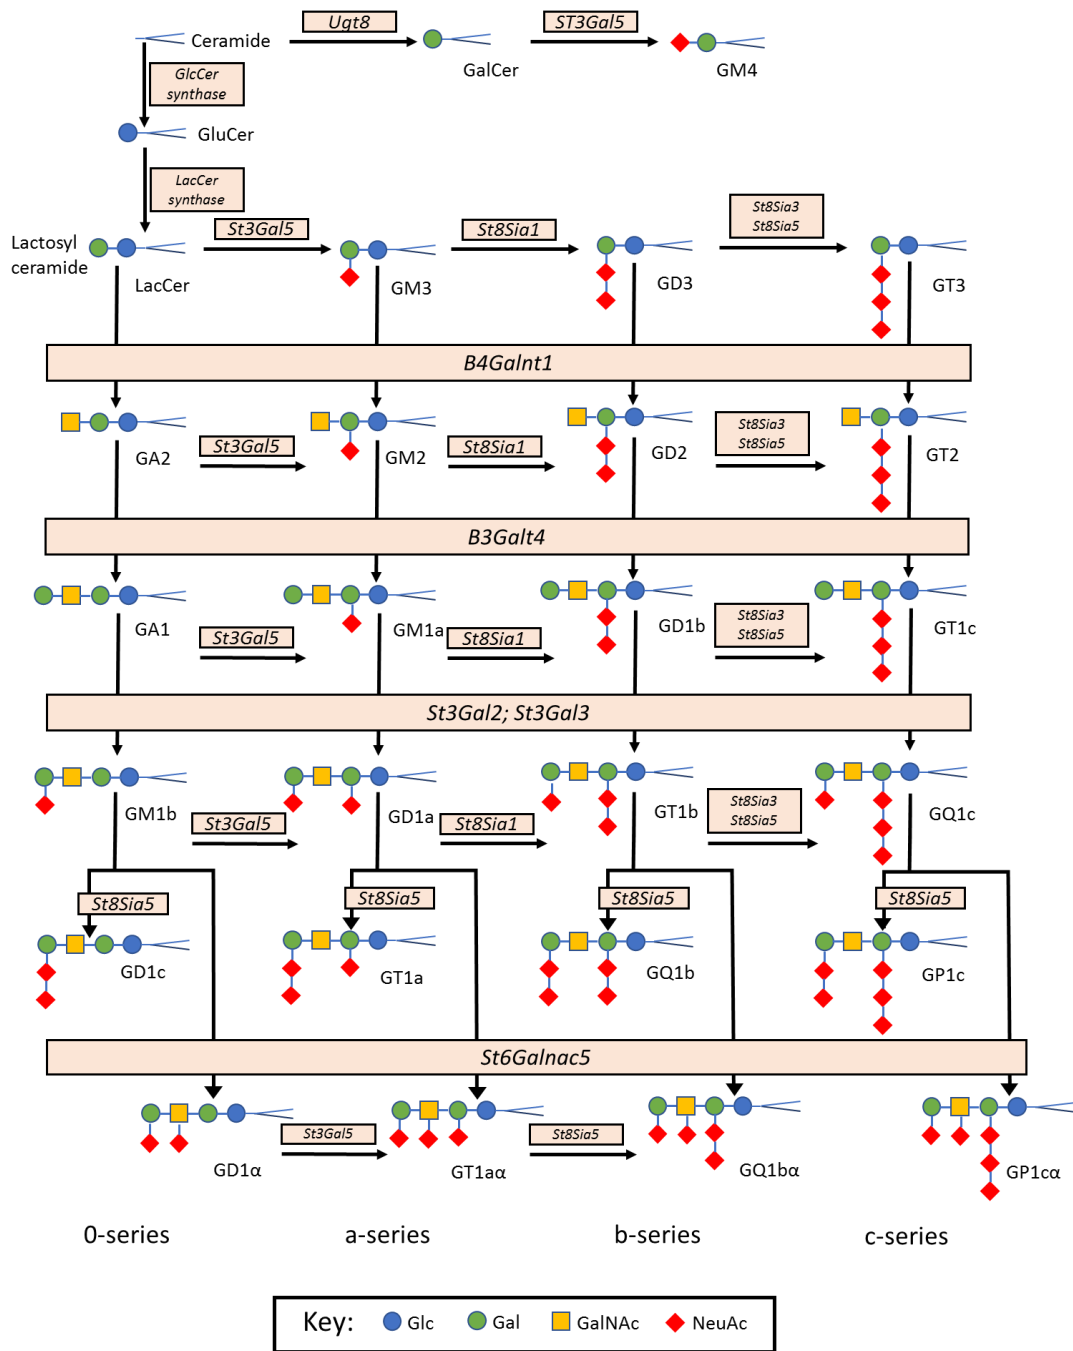 Ugt8
ST3Gal5
Ceramide
GalCer
GM4
GlcCer
synthase
GluCer
LacCer
synthase
St3Gal5
St8Sia1
St8Sia3
St8Sia5
Lactosyl
ceramide
LacCer
GM3
GD3
GT3
B4Galnt1
GA2
St3Gal5
GM2
St8Sia1
GD2
St8Sia3
St8Sia5
GT2
B3Galt4
GA1
St3Gal5
GM1a
St8Sia1
GD1b
St8Sia3
St8Sia5
GT1c
St3Gal2; St3Gal3
GM1b
St3Gal5
GD1a
St8Sia1
GT1b
St8Sia3
St8Sia5
GQ1c
St8Sia5
St8Sia5
St8Sia5
St8Sia5
GD1c
GT1a
GQ1b
GP1c
St6Galnac5
GD1α
St3Gal5
GT1aα
St8Sia5
GQ1bα
GP1cα
0-series
a-series
b-series
c-series
Key:
Glc
Gal
GalNAc
NeuAc